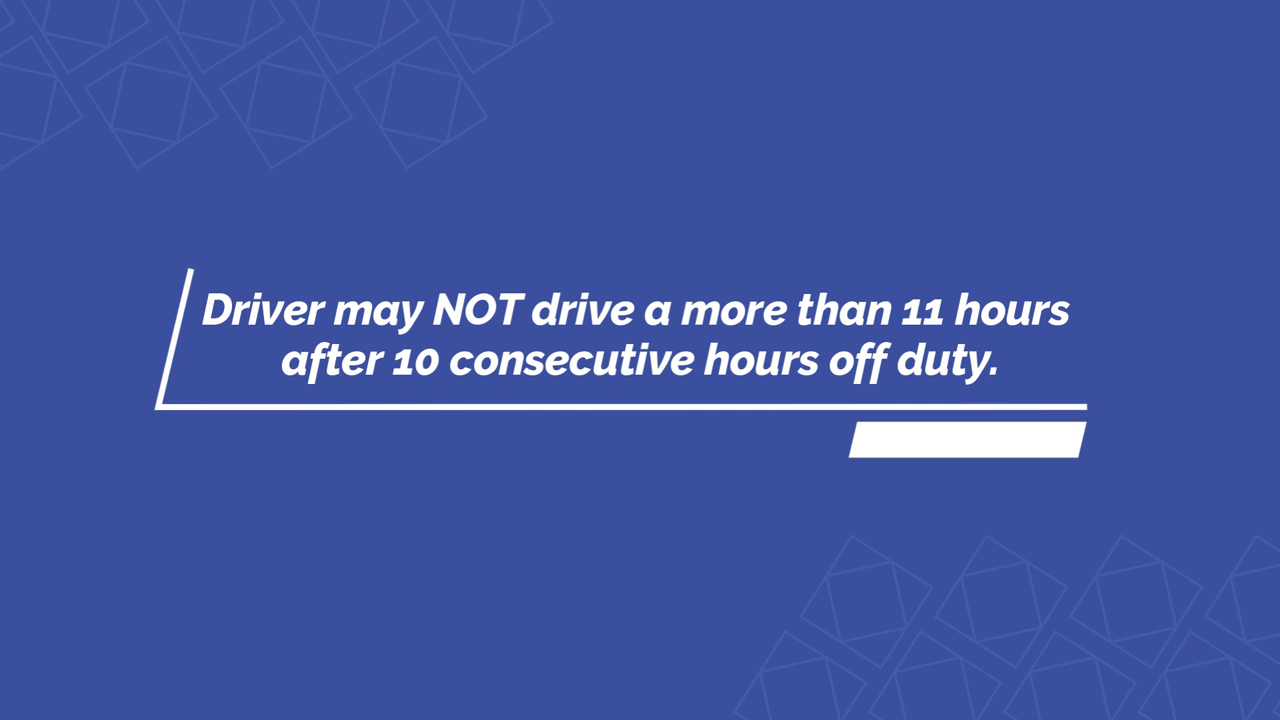 Driver may NOT drive a more than 11 hours
after 10 consecutive hours off duty.